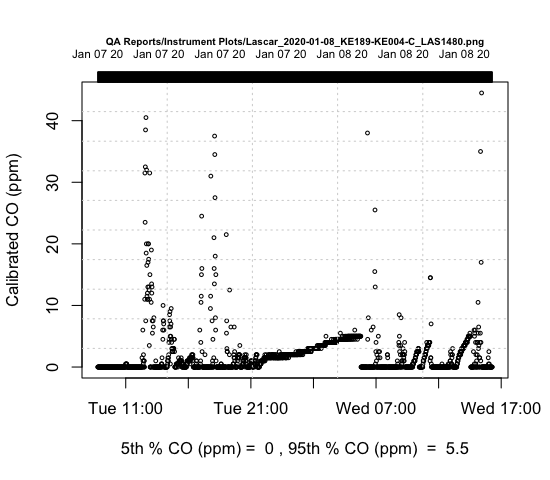 QA Reports/Instrument Plots/Lascar_2020-01-08_KE189-KE004-C_LAS1480.png
Jan 07 20 Jan 07 20 Jan 07 20 Jan 07 20 Jan 08 20 Jan 08 20 Jan 08 20
Calibrated CO (ppm)
40
30
20
10
0
Tue 11:00 Tue 21:00 Wed 07:00 Wed 17:00
5th % CO (ppm) = 0 , 95th % CO (ppm) = 5.5